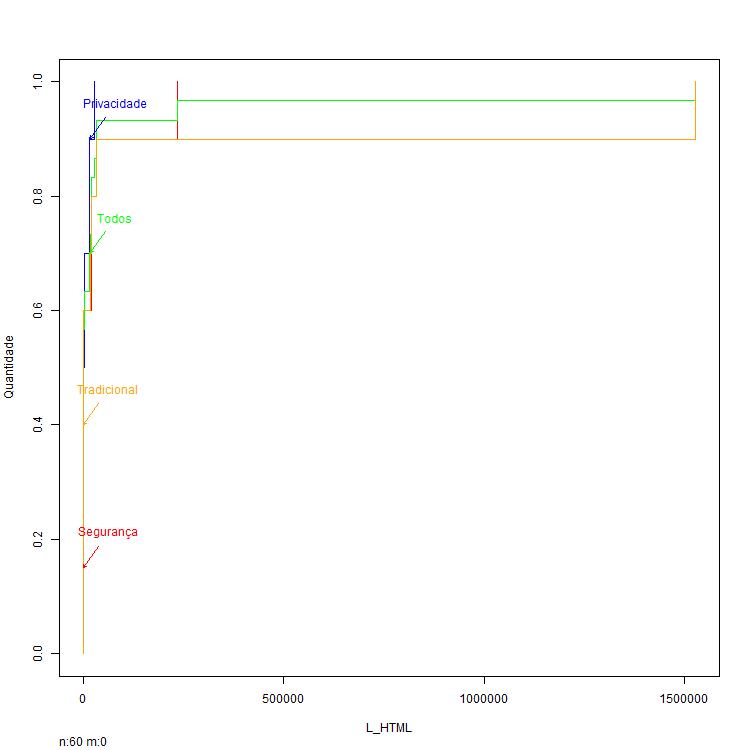 1.0
Privacidade
0.8
Todos
0.6
Quantidade
Tradicional
0.4
Segurança
0.2
0.0
0 500000 1000000 1500000
L_HTML
n:60 m:0